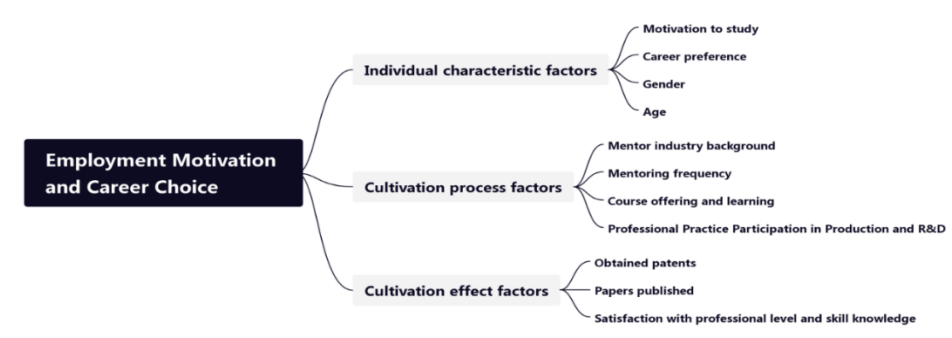 Employment Motivation
and Career Choice
Individual characteristic factors
Motivation to study
Career preference
Gender
Age
Cultivation process factors
Mentor industry background
Mentoring frequency
Course offering and learning
Professional Practice Participation in Production and R&D
Cultivation effect factors
Obtained patents
Papers published
Satisfaction with professional level and skill knowledge